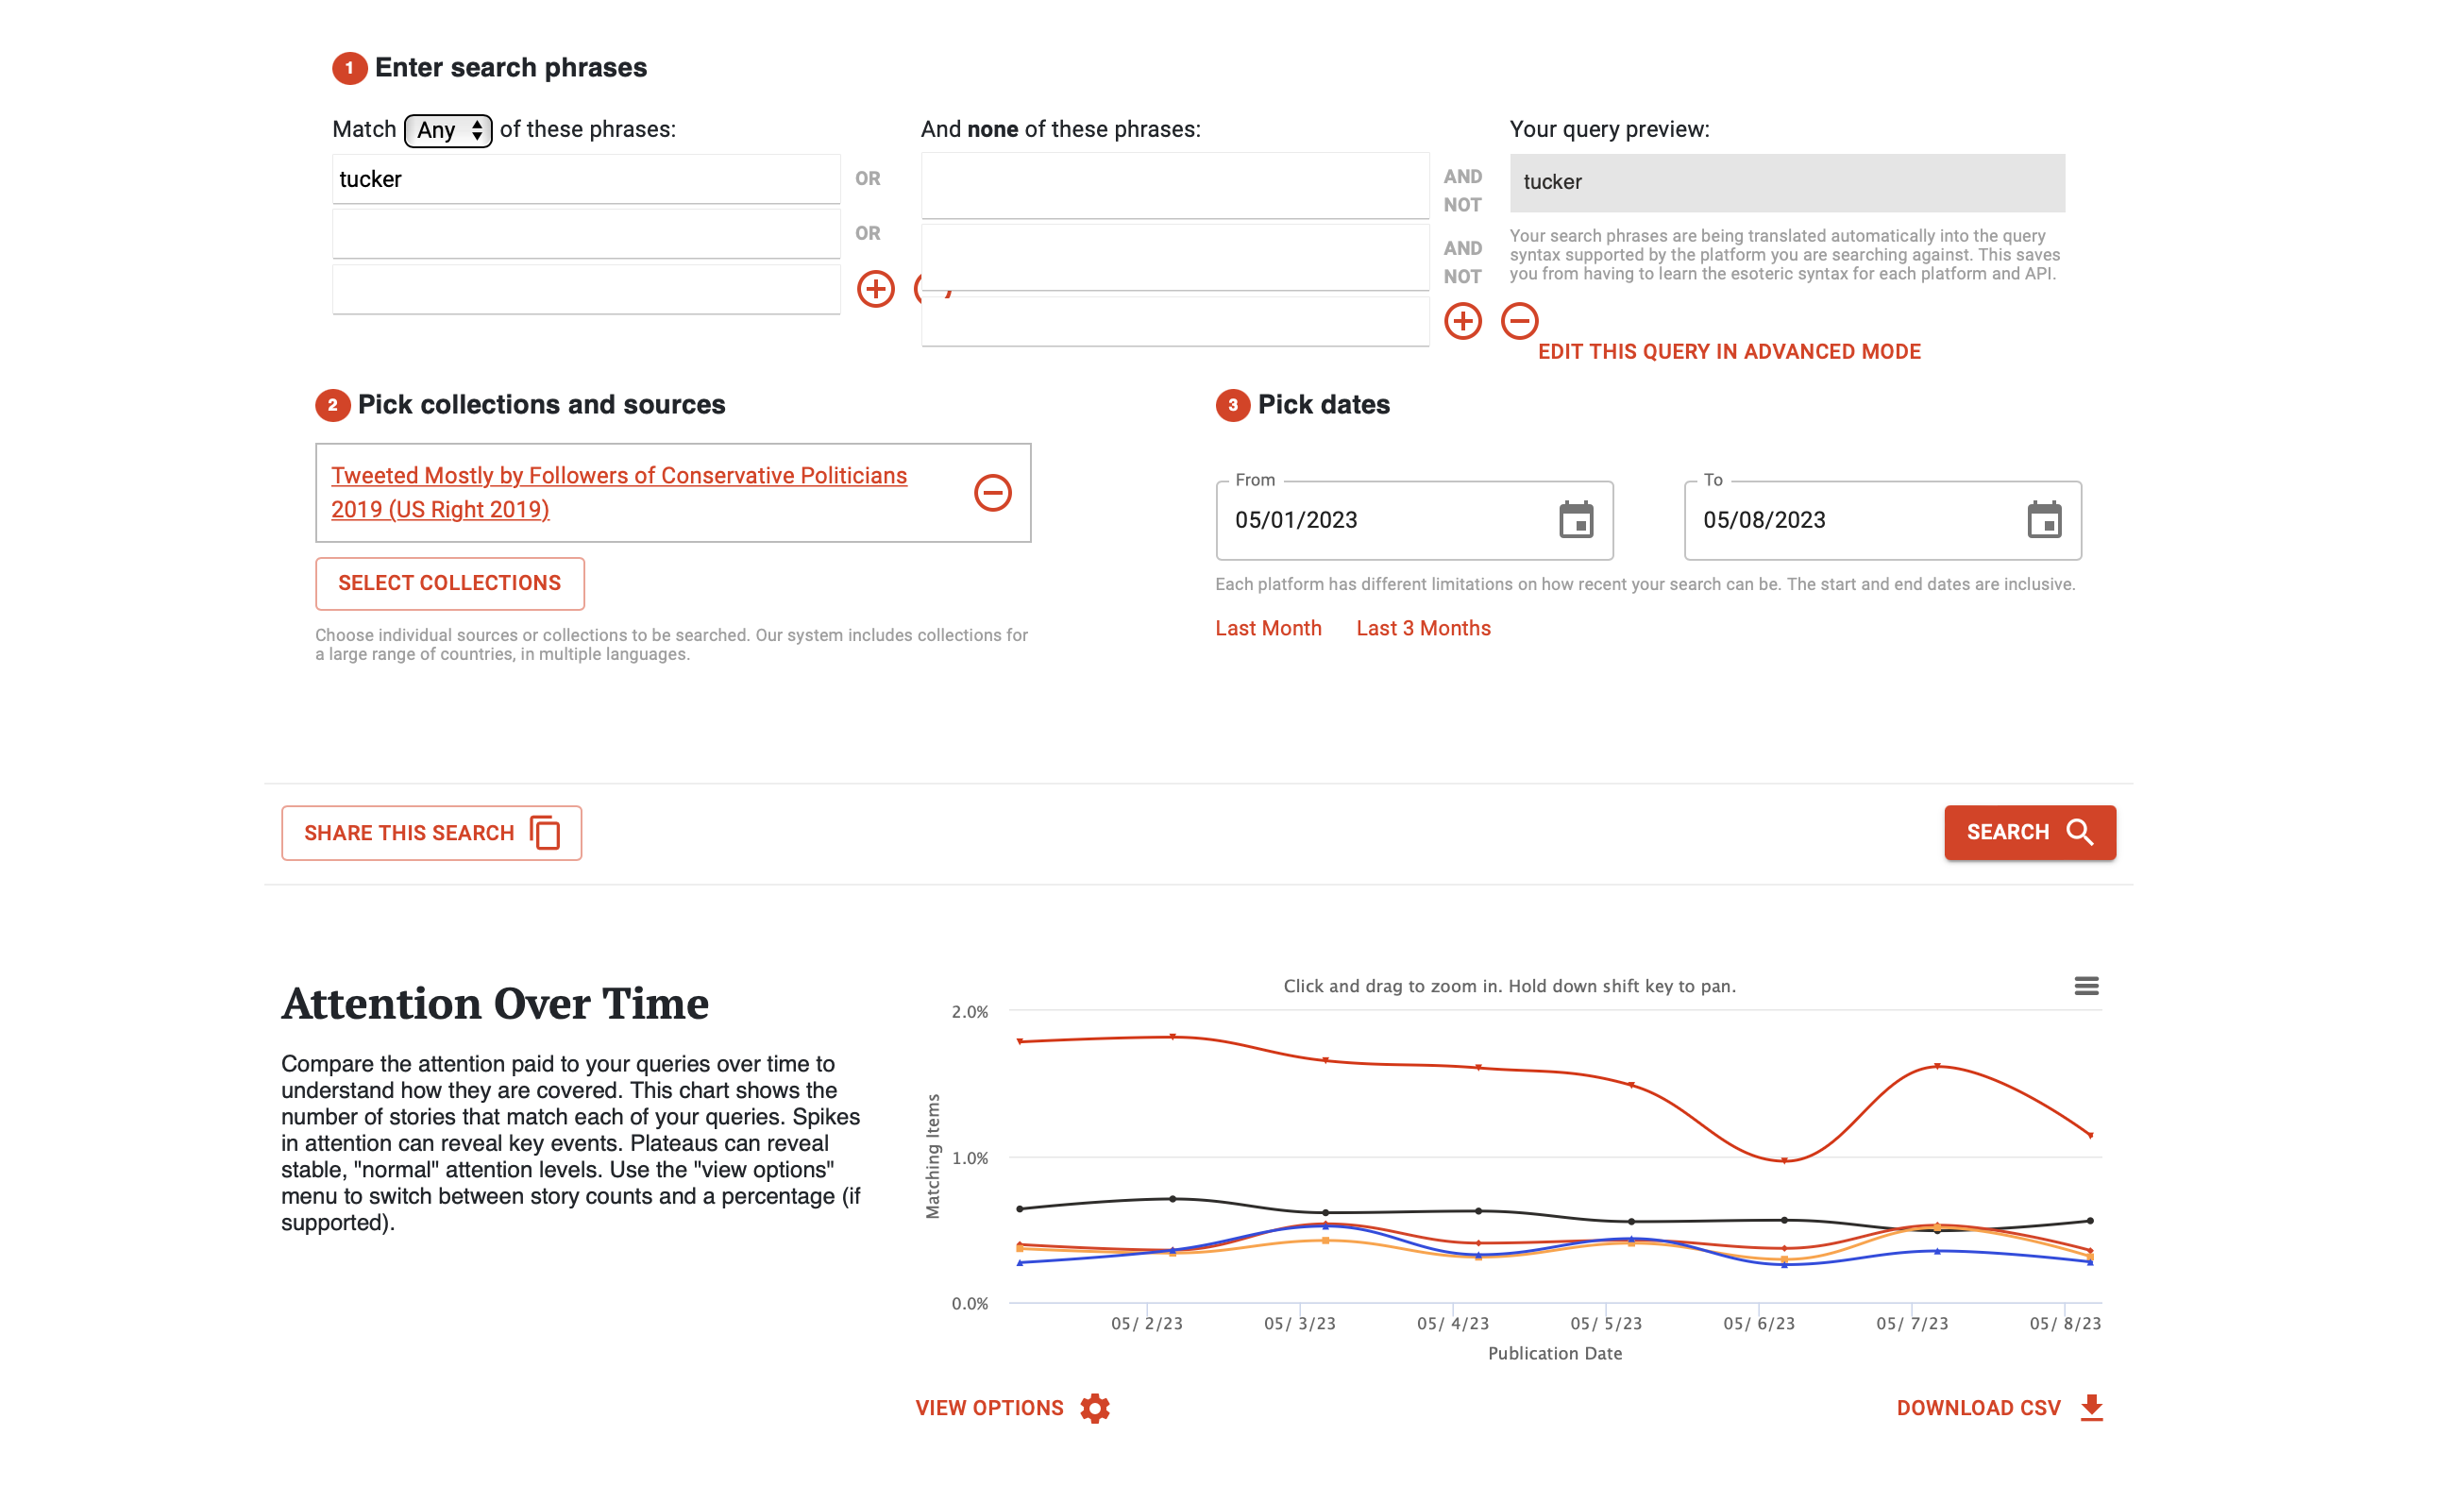 1 Enter search phrases
Match Any of these phrases:
And none of these phrases:
Your query preview:
tucker
OR
OR
AND
NOT
AND
NOT
tucker
Your search phrases are being translated automatically into the query
syntax supported by the platform you are searching against. This saves
you from having to learn the esoteric syntax for each platform and API.
EDIT THIS QUERY IN ADVANCED MODE
2 Pick collections and sources
Tweeted Mostly by Followers of Conservative Politicians
2019 (US Right 2019)
SELECT COLLECTIONS
Choose individual sources or collections to be searched. Our system includes collections for
a large range of countries, in multiple languages.
3 Pick dates
From
05/01/2023
To
05/08/2023
Each platform has different limitations on how recent your search can be. The start and end dates are inclusive.
Last Month
Last 3 Months
SHARE THIS SEARCH
SEARCH
Attention Over Time
Compare the attention paid to your queries over time to
understand how they are covered. This chart shows the
number of stories that match each of your queries. Spikes
in attention can reveal key events. Plateaus can reveal
stable, "normal" attention levels. Use the "view options"
menu to switch between story counts and a percentage (if
supported).
Click and drag to zoom in. Hold down shift key to pan.
Matching Items
2.0%
1.0%
0.0%
05/ 2/23
05/ 3/23
05/ 4/23
05/ 5/23
05/ 6/23
05/ 7/23
05/ 8/23
Publication Date
VIEW OPTIONS
DOWNLOAD CSV